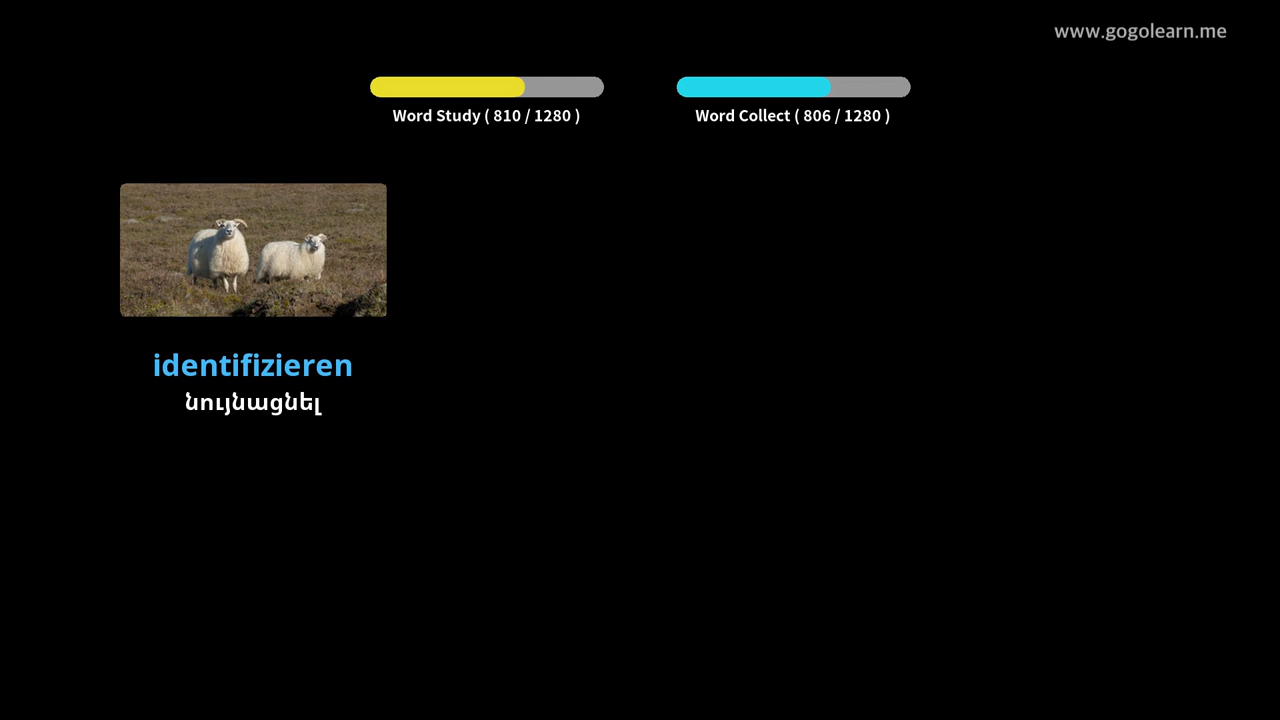 www.gogolearn.me
Word Study ( 810 / 1280 )
Word Collect ( 806 / 1280 )
identifizieren
նույնացնել